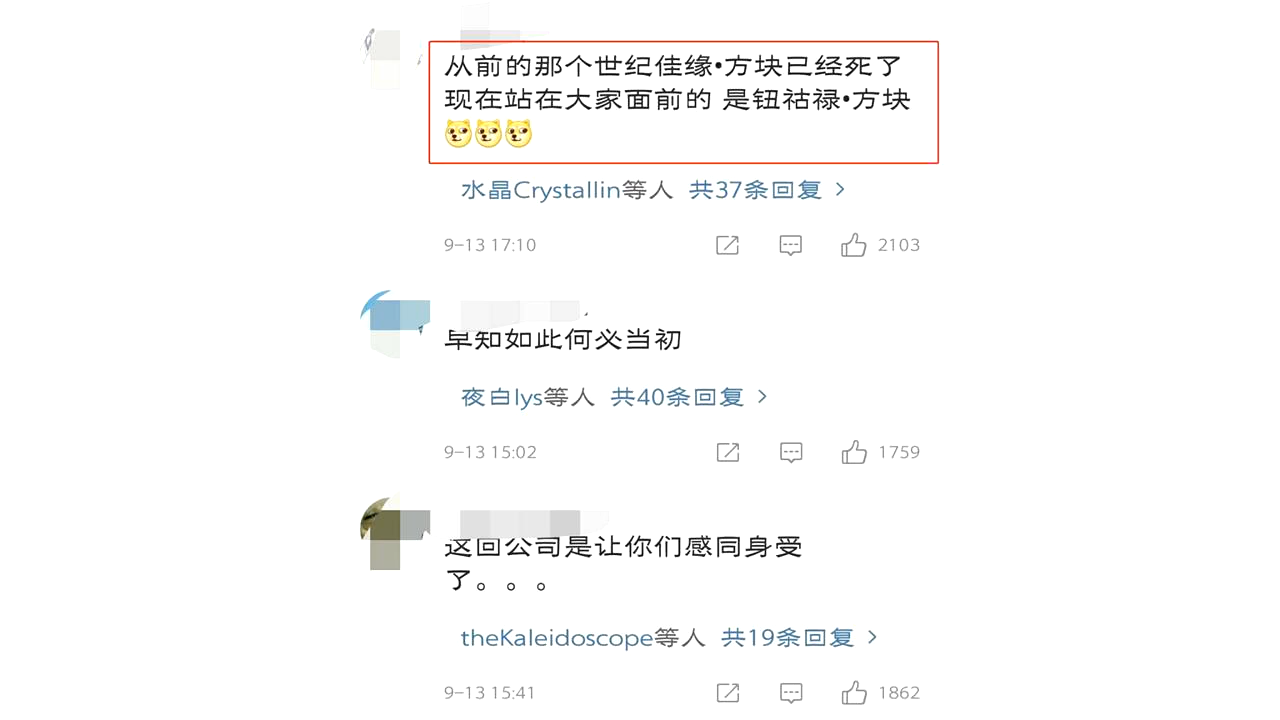 从前的那个世纪佳缘•方块已经死了
现在站在大家面前的 是钮祜禄•方块
水晶Crystallin等人 共37条回复 >
9-13 17:10 2103
早知如此何必当初
夜白lys等人 共40条回复 >
9-13 15:02 1759
这回公司是让你们感同身受
了。。。
theKaleidoscope等人 共19条回复 >
9-13 15:41 1862